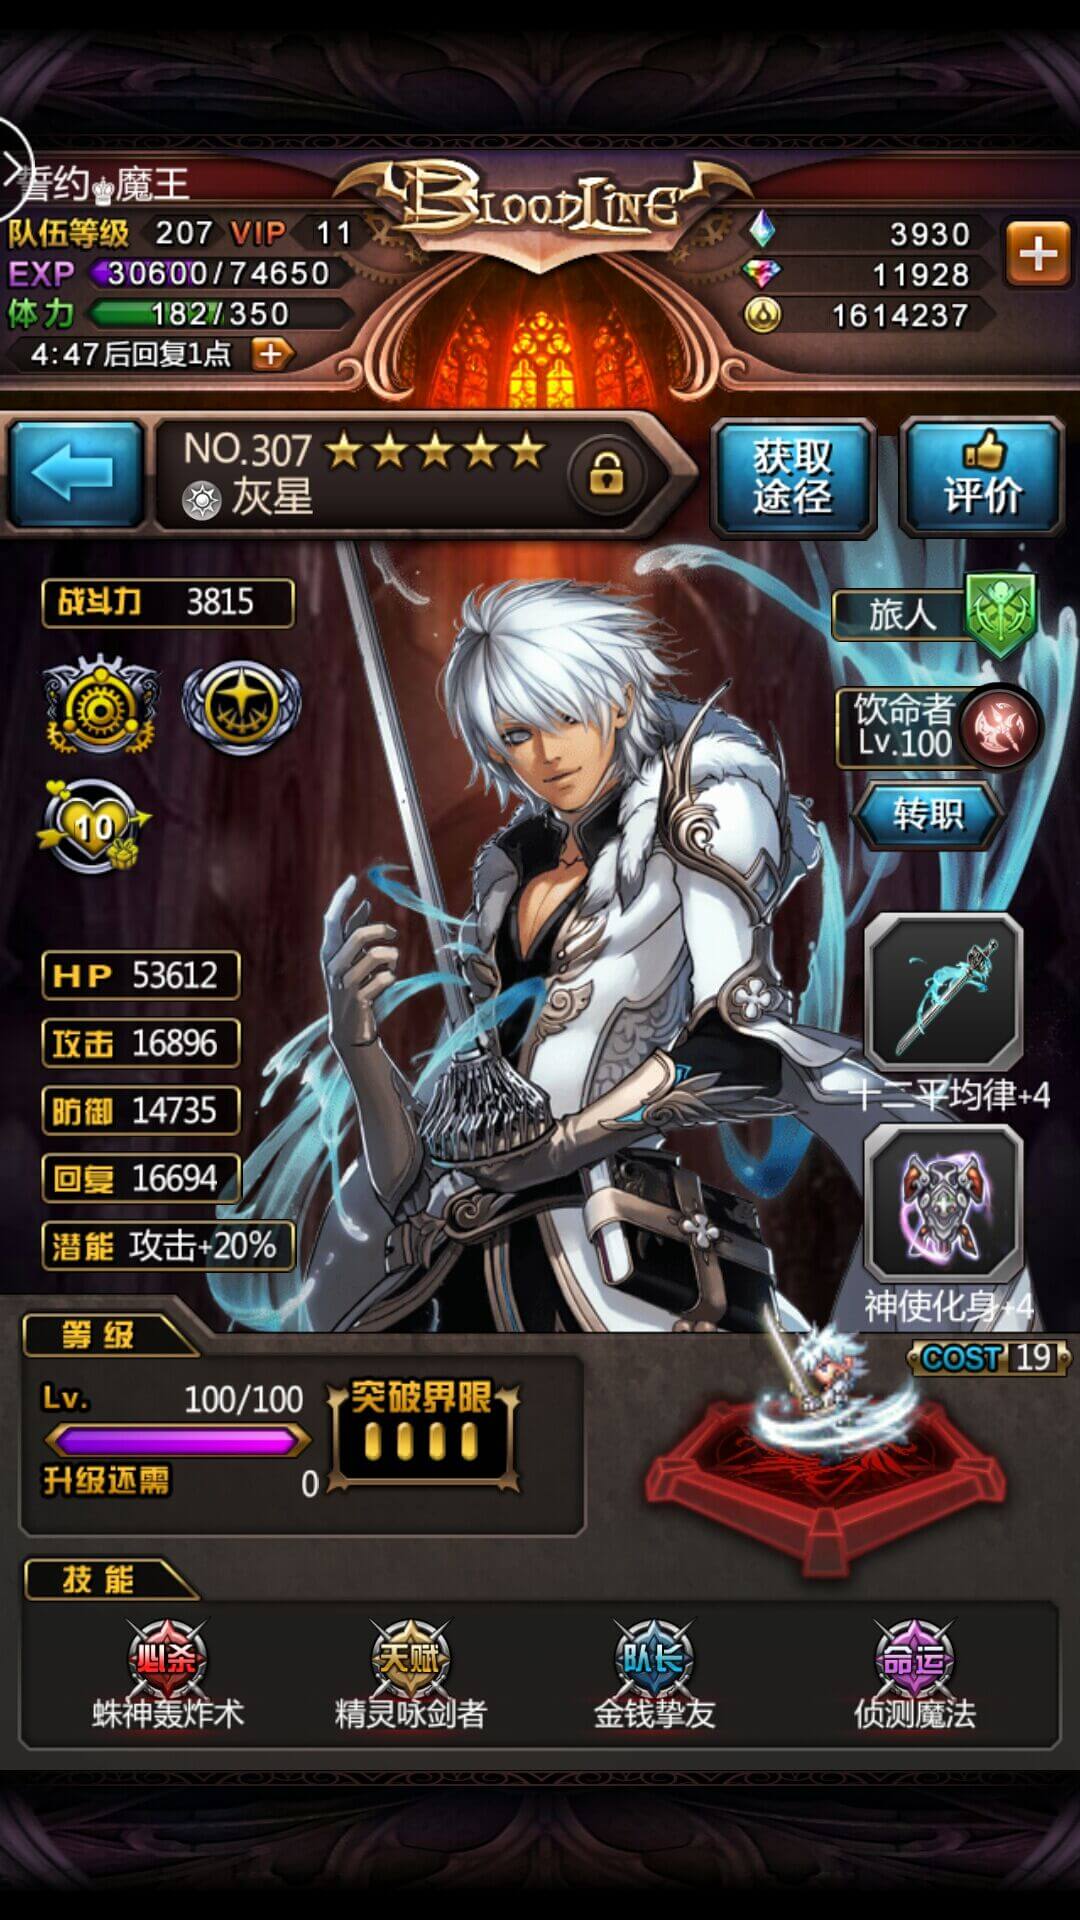 誓约♚魔王
BLOODLINE
队伍等级 207 VIP 11
3930
EXP 30600/74650
11928
体力 182/350
1614237
4:47后回复1点
NO.307
灰星
获取
途径
评价
战斗力 3815
旅人
饮命者
Lv.100
转职
10
HP 53612
攻击 16896
防御 14735
回复 16694
潜能 攻击+20%
十二平均律+4
神使化身+4
等级
COST 19
Lv. 100/100
突破界限
升级还需 0
技能
必杀 天赋 队长 命运
蛛神轰炸术 精灵咏剑者 金钱挚友 侦测魔法